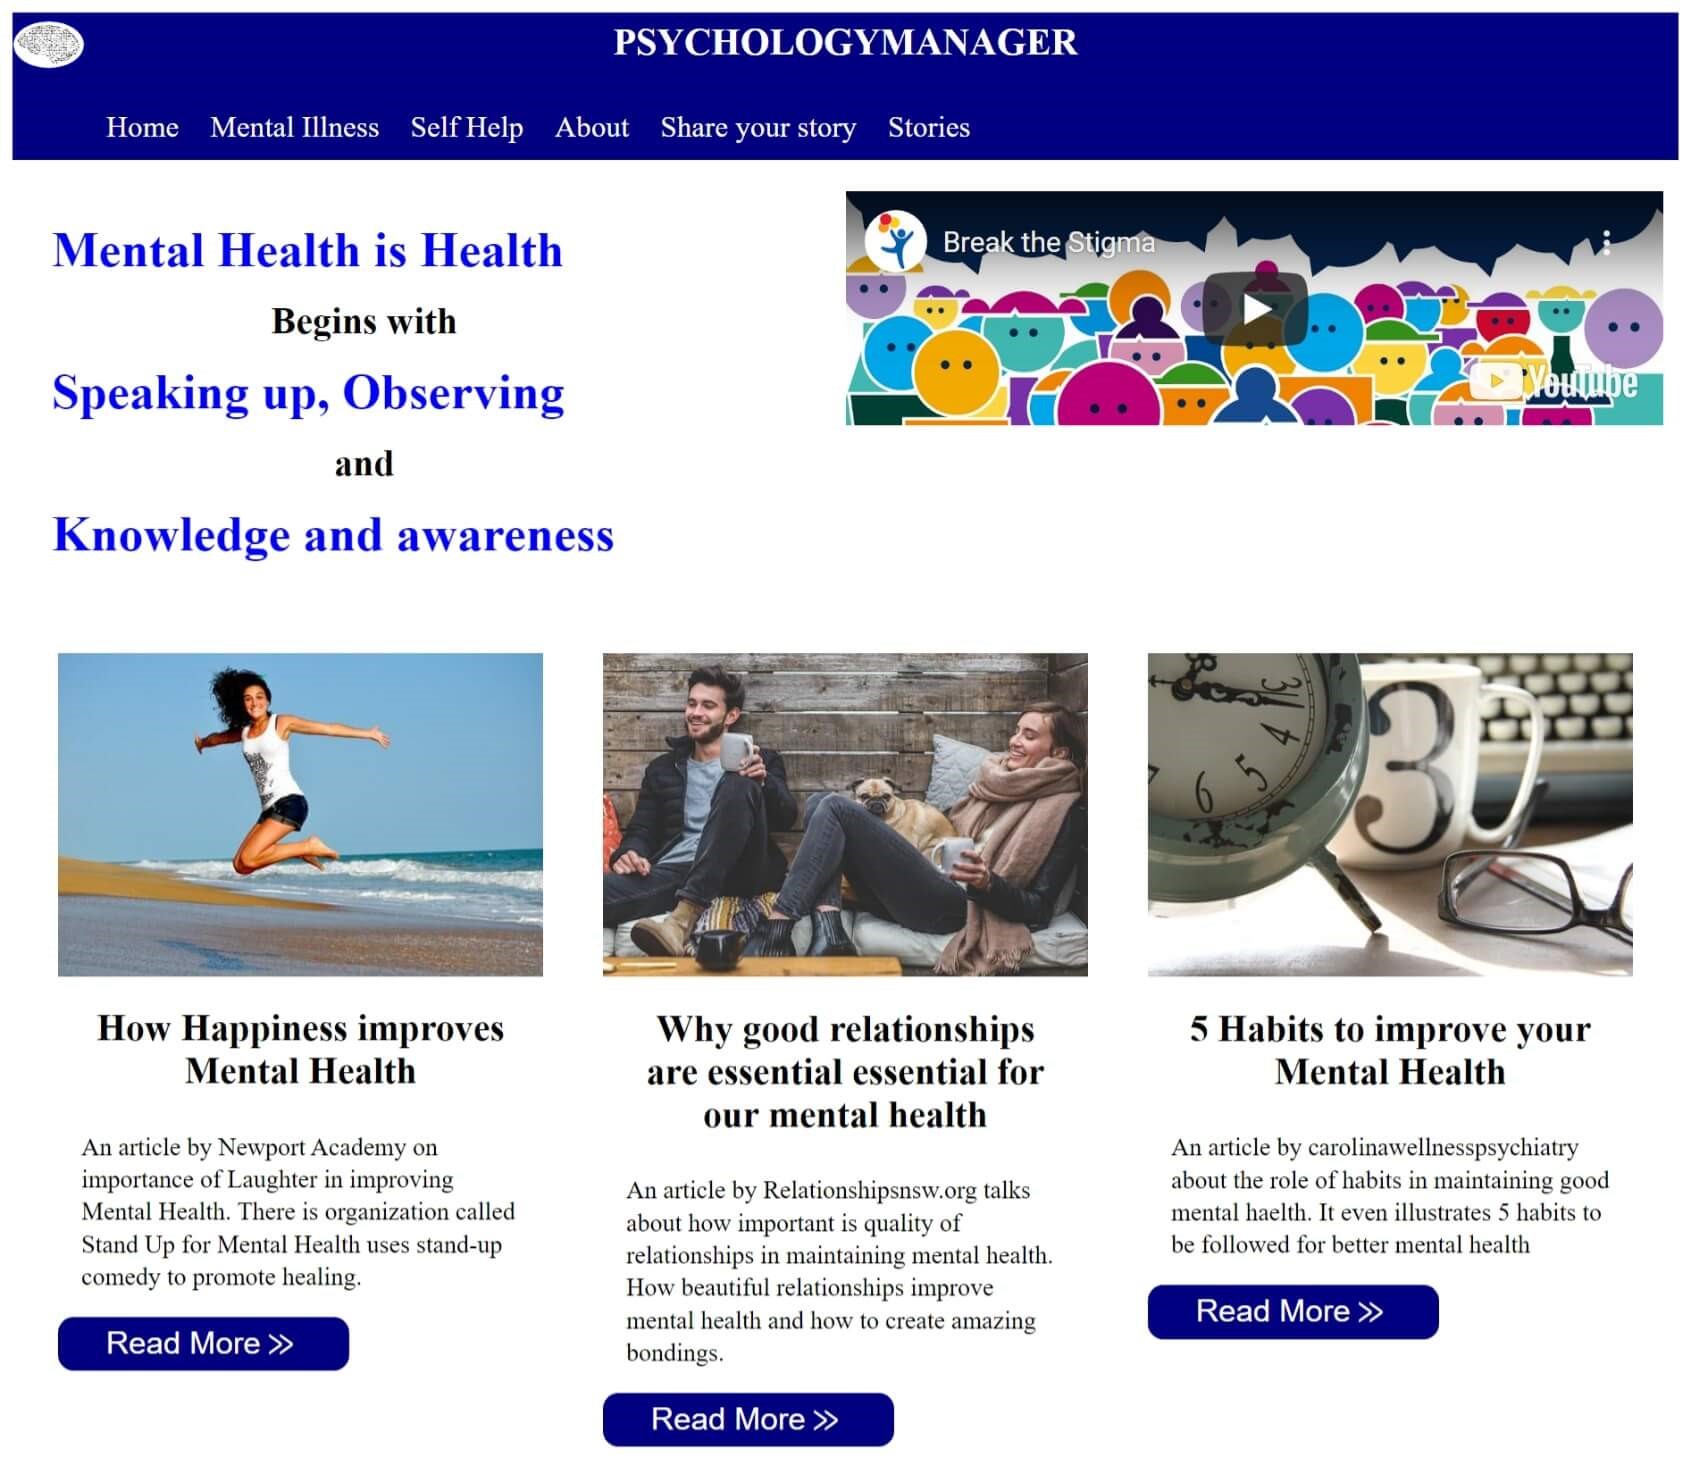 PSYCHOLOGYMANAGER
Home Mental Illness Self Help About Share your story Stories
Mental Health is Health
Begins with
Speaking up, Observing
and
Knowledge and awareness
Break the Stigma
YouTube
3
4
5
6
3
How Happiness improves
Mental Health
An article by Newport Academy on
importance of Laughter in improving
Mental Health. There is organization called
Stand Up for Mental Health uses stand-up
comedy to promote healing.
Read More
Why good relationships
are essential essential for
our mental health
An article by Relationshipsnsw.org talks
about how important is quality of
relationships in maintaining mental health.
How beautiful relationships improve
mental health and how to create amazing
bondings.
Read More
5 Habits to improve your
Mental Health
An article by carolinawellnesspsychiatry
about the role of habits in maintaining good
mental haelth. It even illustrates 5 habits to
be followed for better mental health
Read More